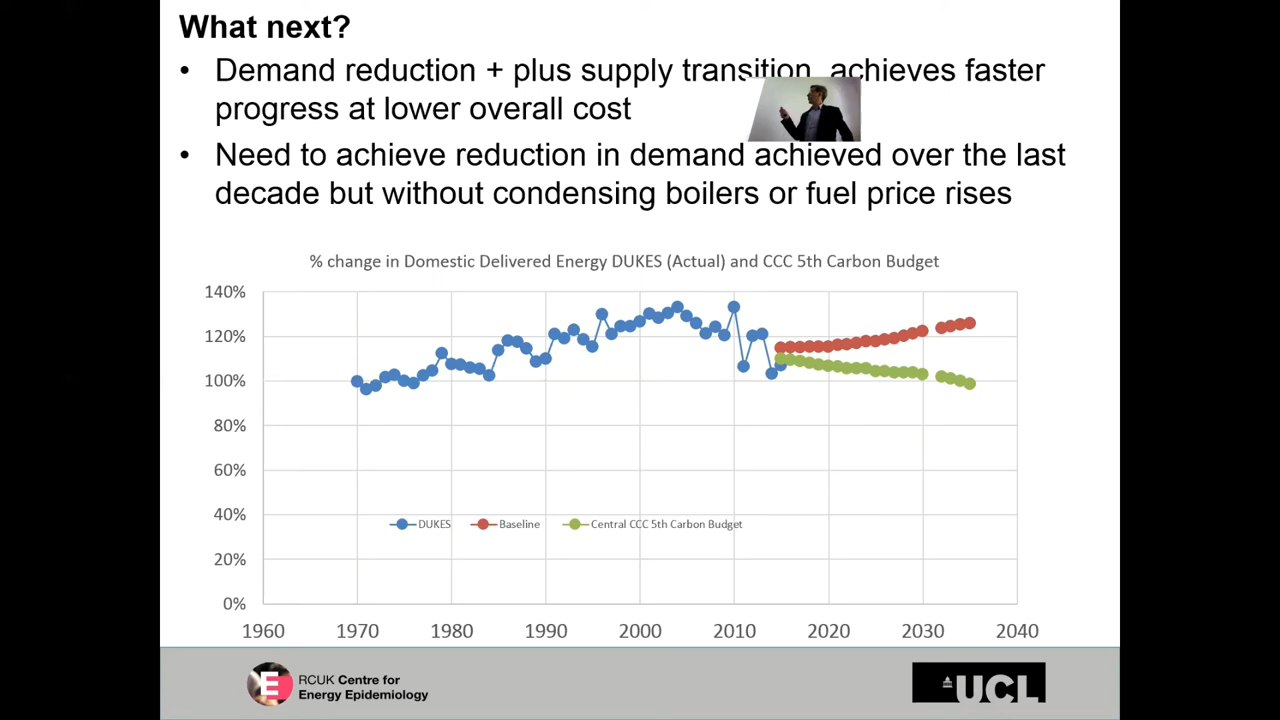 What next?
• Demand reduction + plus supply transition, achieves faster
progress at lower overall cost
• Need to achieve reduction in demand achieved over the last
decade but without condensing boilers or fuel price rises
% change in Domestic Delivered Energy DUKES (Actual) and CCC 5th Carbon Budget
140%
120%
100%
80%
60%
40%
20%
0%
DUKES Baseline Central CCC 5th Carbon Budget
1960 1970 1980 1990 2000 2010 2020 2030 2040
E
RCUK Centre for
Energy Epidemiology
UCL